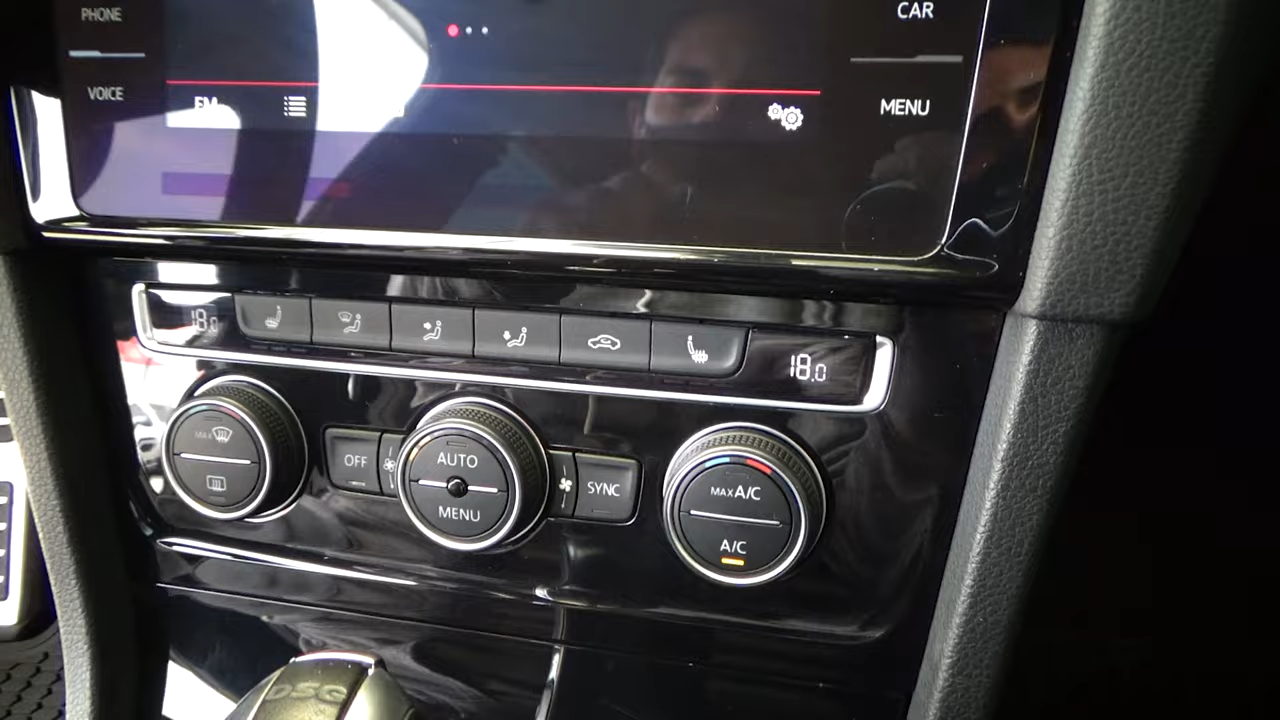 PHONE
CAR
VOICE
FM
MENU
18.0
18.0
MAX
OFF
AUTO
MENU
SYNC
MAX A/C
A/C
DSG